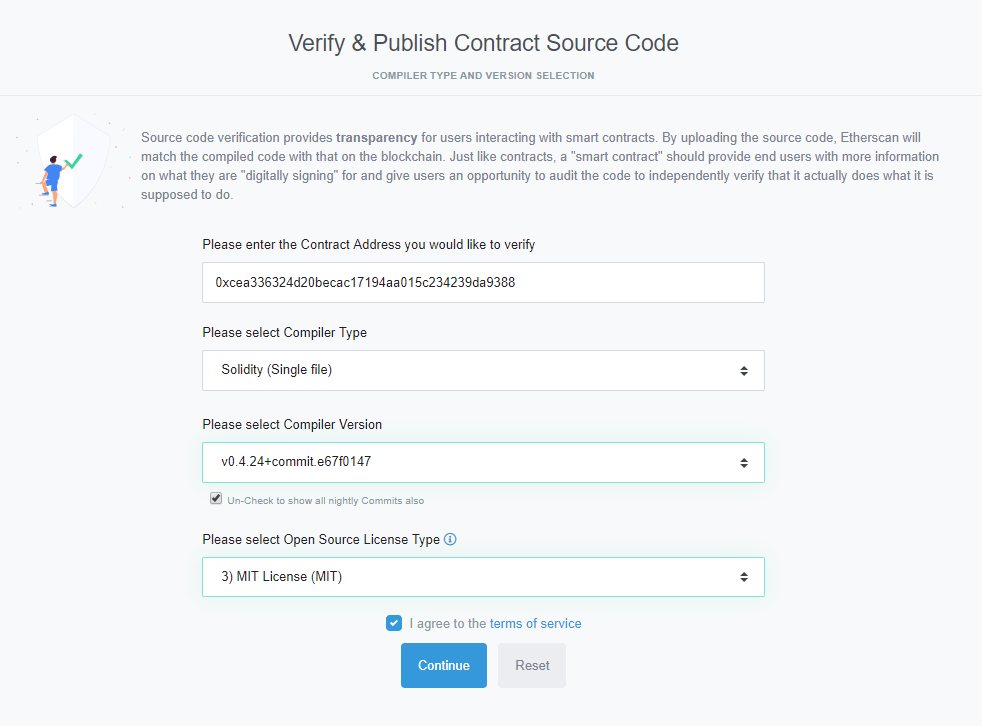 Verify & Publish Contract Source Code
COMPILER TYPE AND VERSION SELECTION
Source code verification provides transparency for users interacting with smart contracts. By uploading the source code, Etherscan will
match the compiled code with that on the blockchain. Just like contracts, a "smart contract" should provide end users with more information
on what they are "digitally signing" for and give users an opportunity to audit the code to independently verify that it actually does what it is
supposed to do.
Please enter the Contract Address you would like to verify
0xcea336324d20becac17194aa015c234239da9388
Please select Compiler Type
Solidity (Single file)
Please select Compiler Version
v0.4.24+commit.e67f0147
Un-Check to show all nightly Commits also
Please select Open Source License Type
3) MIT License (MIT)
I agree to the terms of service
Continue Reset